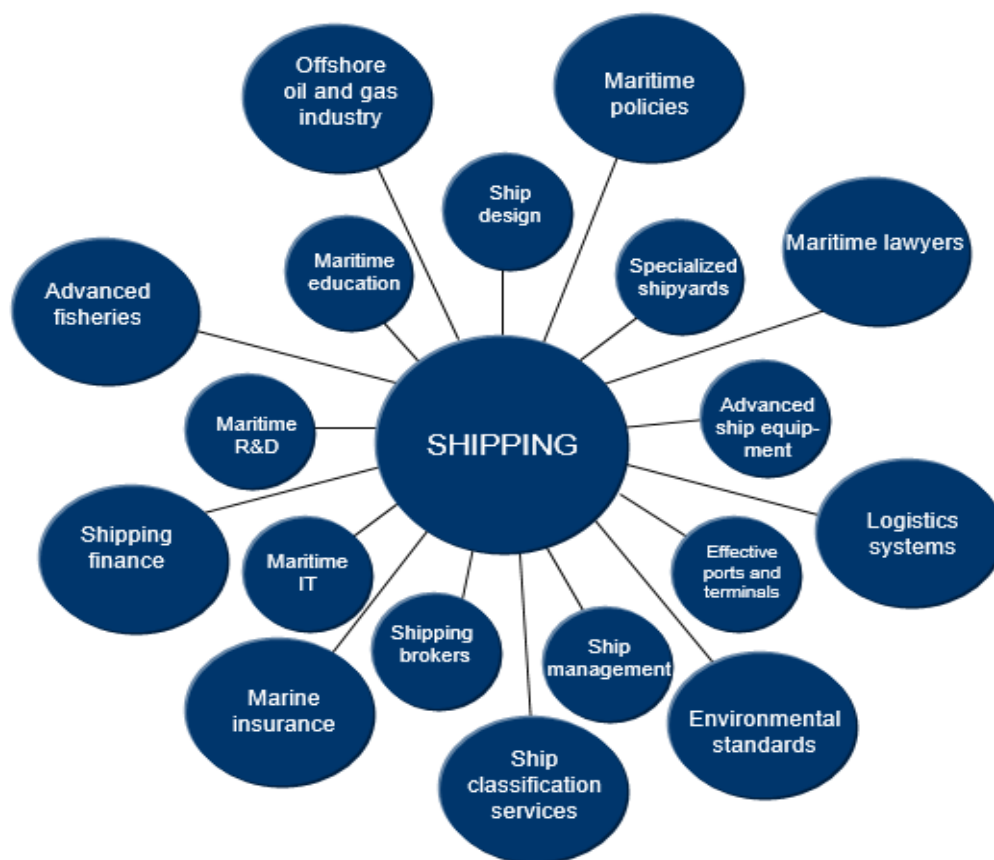 Offshore
oil and gas
industry
Maritime
policies
Ship
design
Maritime lawyers
Maritime
education
Specialized
shipyards
Advanced
fisheries
Maritime
R&D
SHIPPING
Advanced
ship equip-
ment
Shipping
finance
Maritime
IT
Effective
ports and
terminals
Logistics
systems
Shipping
brokers
Ship
management
Marine
insurance
Environmental
standards
Ship
classification
services